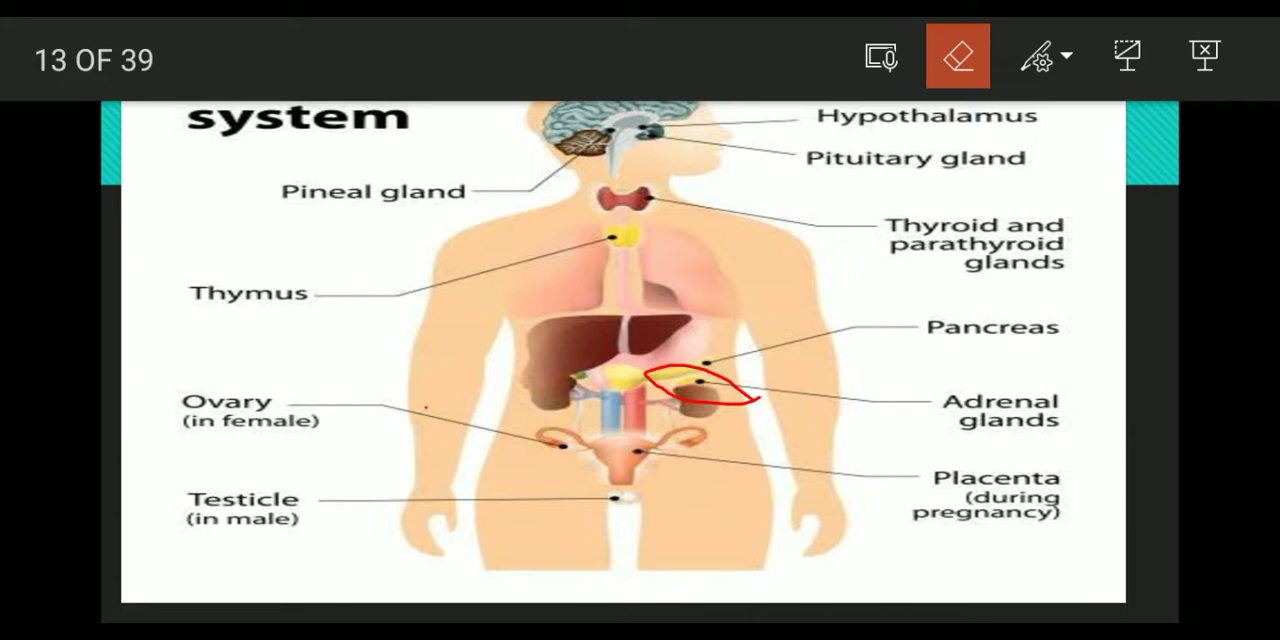 13 OF 39
system
Hypothalamus
Pituitary gland
Pineal gland
Thyroid and
parathyroid
glands
Thymus
Pancreas
Ovary
(in female)
Adrenal
glands
Placenta
(during
pregnancy)
Testicle
(in male)